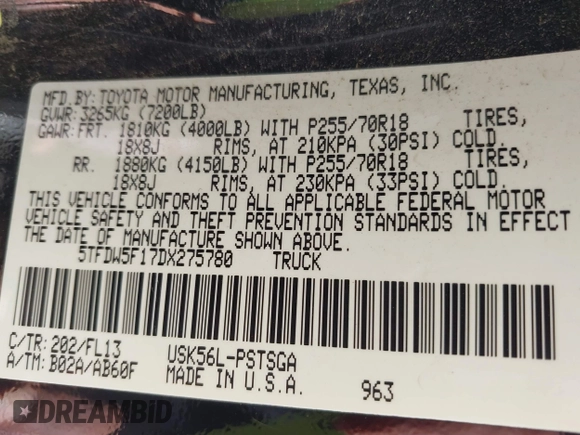 MFD.BY: TOYOTA MOTOR MANUFACTURING, TEXAS, INC.
GVWR: 3265KG (7200LB)
GAWR: FRT. 1810KG (4000LB) WITH P255/70R18 TIRES,
18X8J RIMS, AT 210KPA (30PSI) COLD.
RR. 1880KG (4150LB) WITH P255/70R18 TIRES,
18X8J RIMS, AT 230KPA (33PSI) COLD.
THIS VEHICLE CONFORMS TO ALL APPLICABLE FEDERAL MOTOR
VEHICLE SAFETY AND THEFT PREVENTION STANDARDS IN EFFECT
THE DATE OF MANUFACTURE SHOWN ABOVE.
5TFDW5F17DX275780 TRUCK
C/TR: 202/FL13 USK56L-PSTSGA
A/TM: B02A/AB60F MADE IN U.S.A. 963
DREAMBID